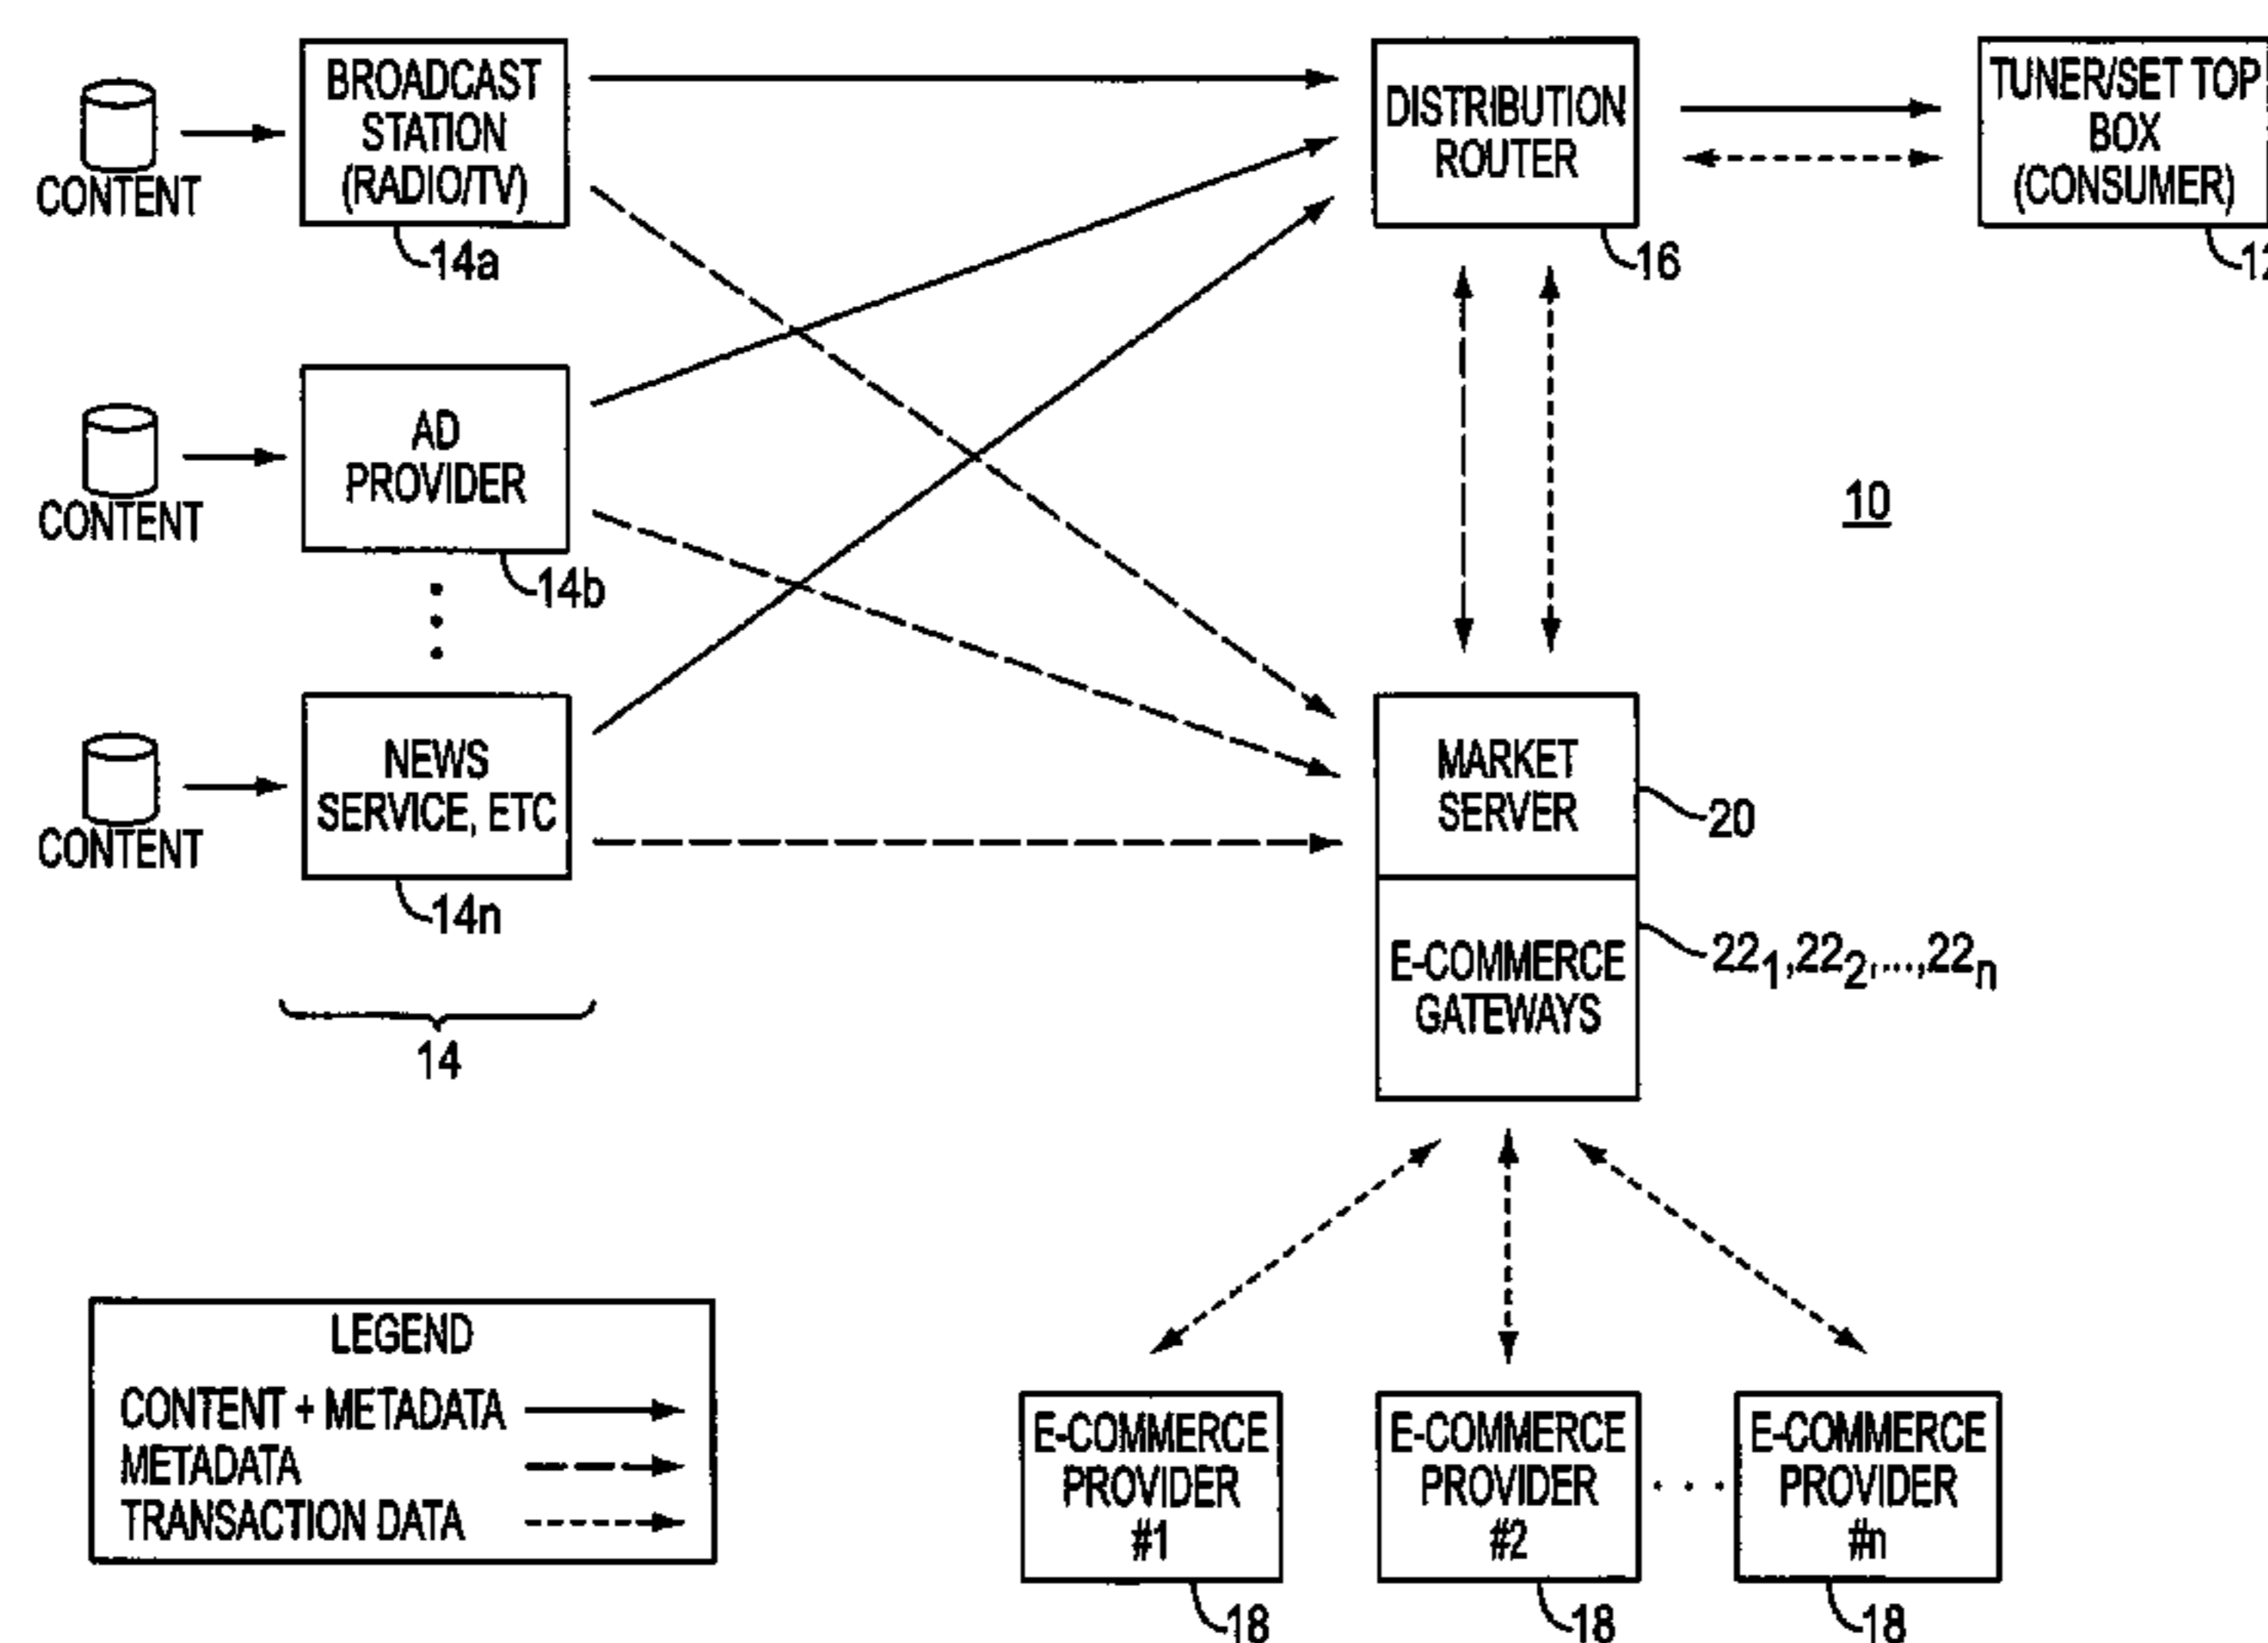 CONTENT
BROADCAST
STATION
(RADIO/TV)
14a
DISTRIBUTION
ROUTER
16
TUNER/SET TOP
BOX
(CONSUMER)
CONTENT
AD
PROVIDER
14b
10
CONTENT
NEWS
SERVICE, ETC
14n
14
MARKET
SERVER
20
E-COMMERCE
GATEWAYS
22₁,22₂,...,22ₙ
LEGEND
CONTENT + METADATA
METADATA
TRANSACTION DATA
E-COMMERCE
PROVIDER
#1
18
E-COMMERCE
PROVIDER
#2
18
E-COMMERCE
PROVIDER
#n
18